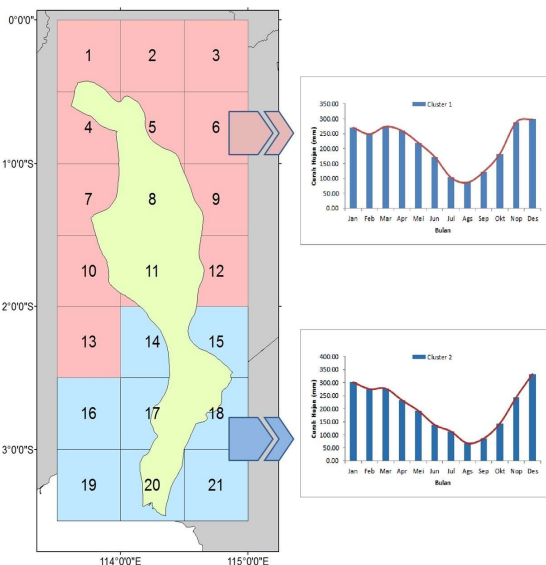 0°0'0"
1°0'0"S
2°0'0"S
3°0'0"S
1 2 3
4 5 6
7 8 9
10 11 12
13 14 15
16 17 18
19 20 21
114°0'0"E 115°0'0"E
Cluster 1
Curah Hujan (mm)
350.00
300.00
250.00
200.00
150.00
100.00
50.00
0.00
Jan Feb Mar Apr Mei Jun Jul Ags Sep Okt Nop Des
Bulan
Cluster 2
Curah Hujan (mm)
400.00
350.00
300.00
250.00
200.00
150.00
100.00
50.00
0.00
Jan Feb Mar Apr Mei Jun Jul Ags Sep Okt Nop Des
Bulan